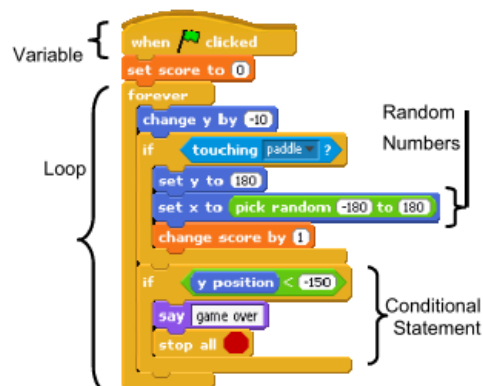 Variable
when clicked
set score to 0
Loop
forever
change y by -10
if touching paddle ?
set y to 180
set x to pick random -180 to 180
change score by 1
Random
Numbers
if y position < -150
say game over
stop all
Conditional
Statement